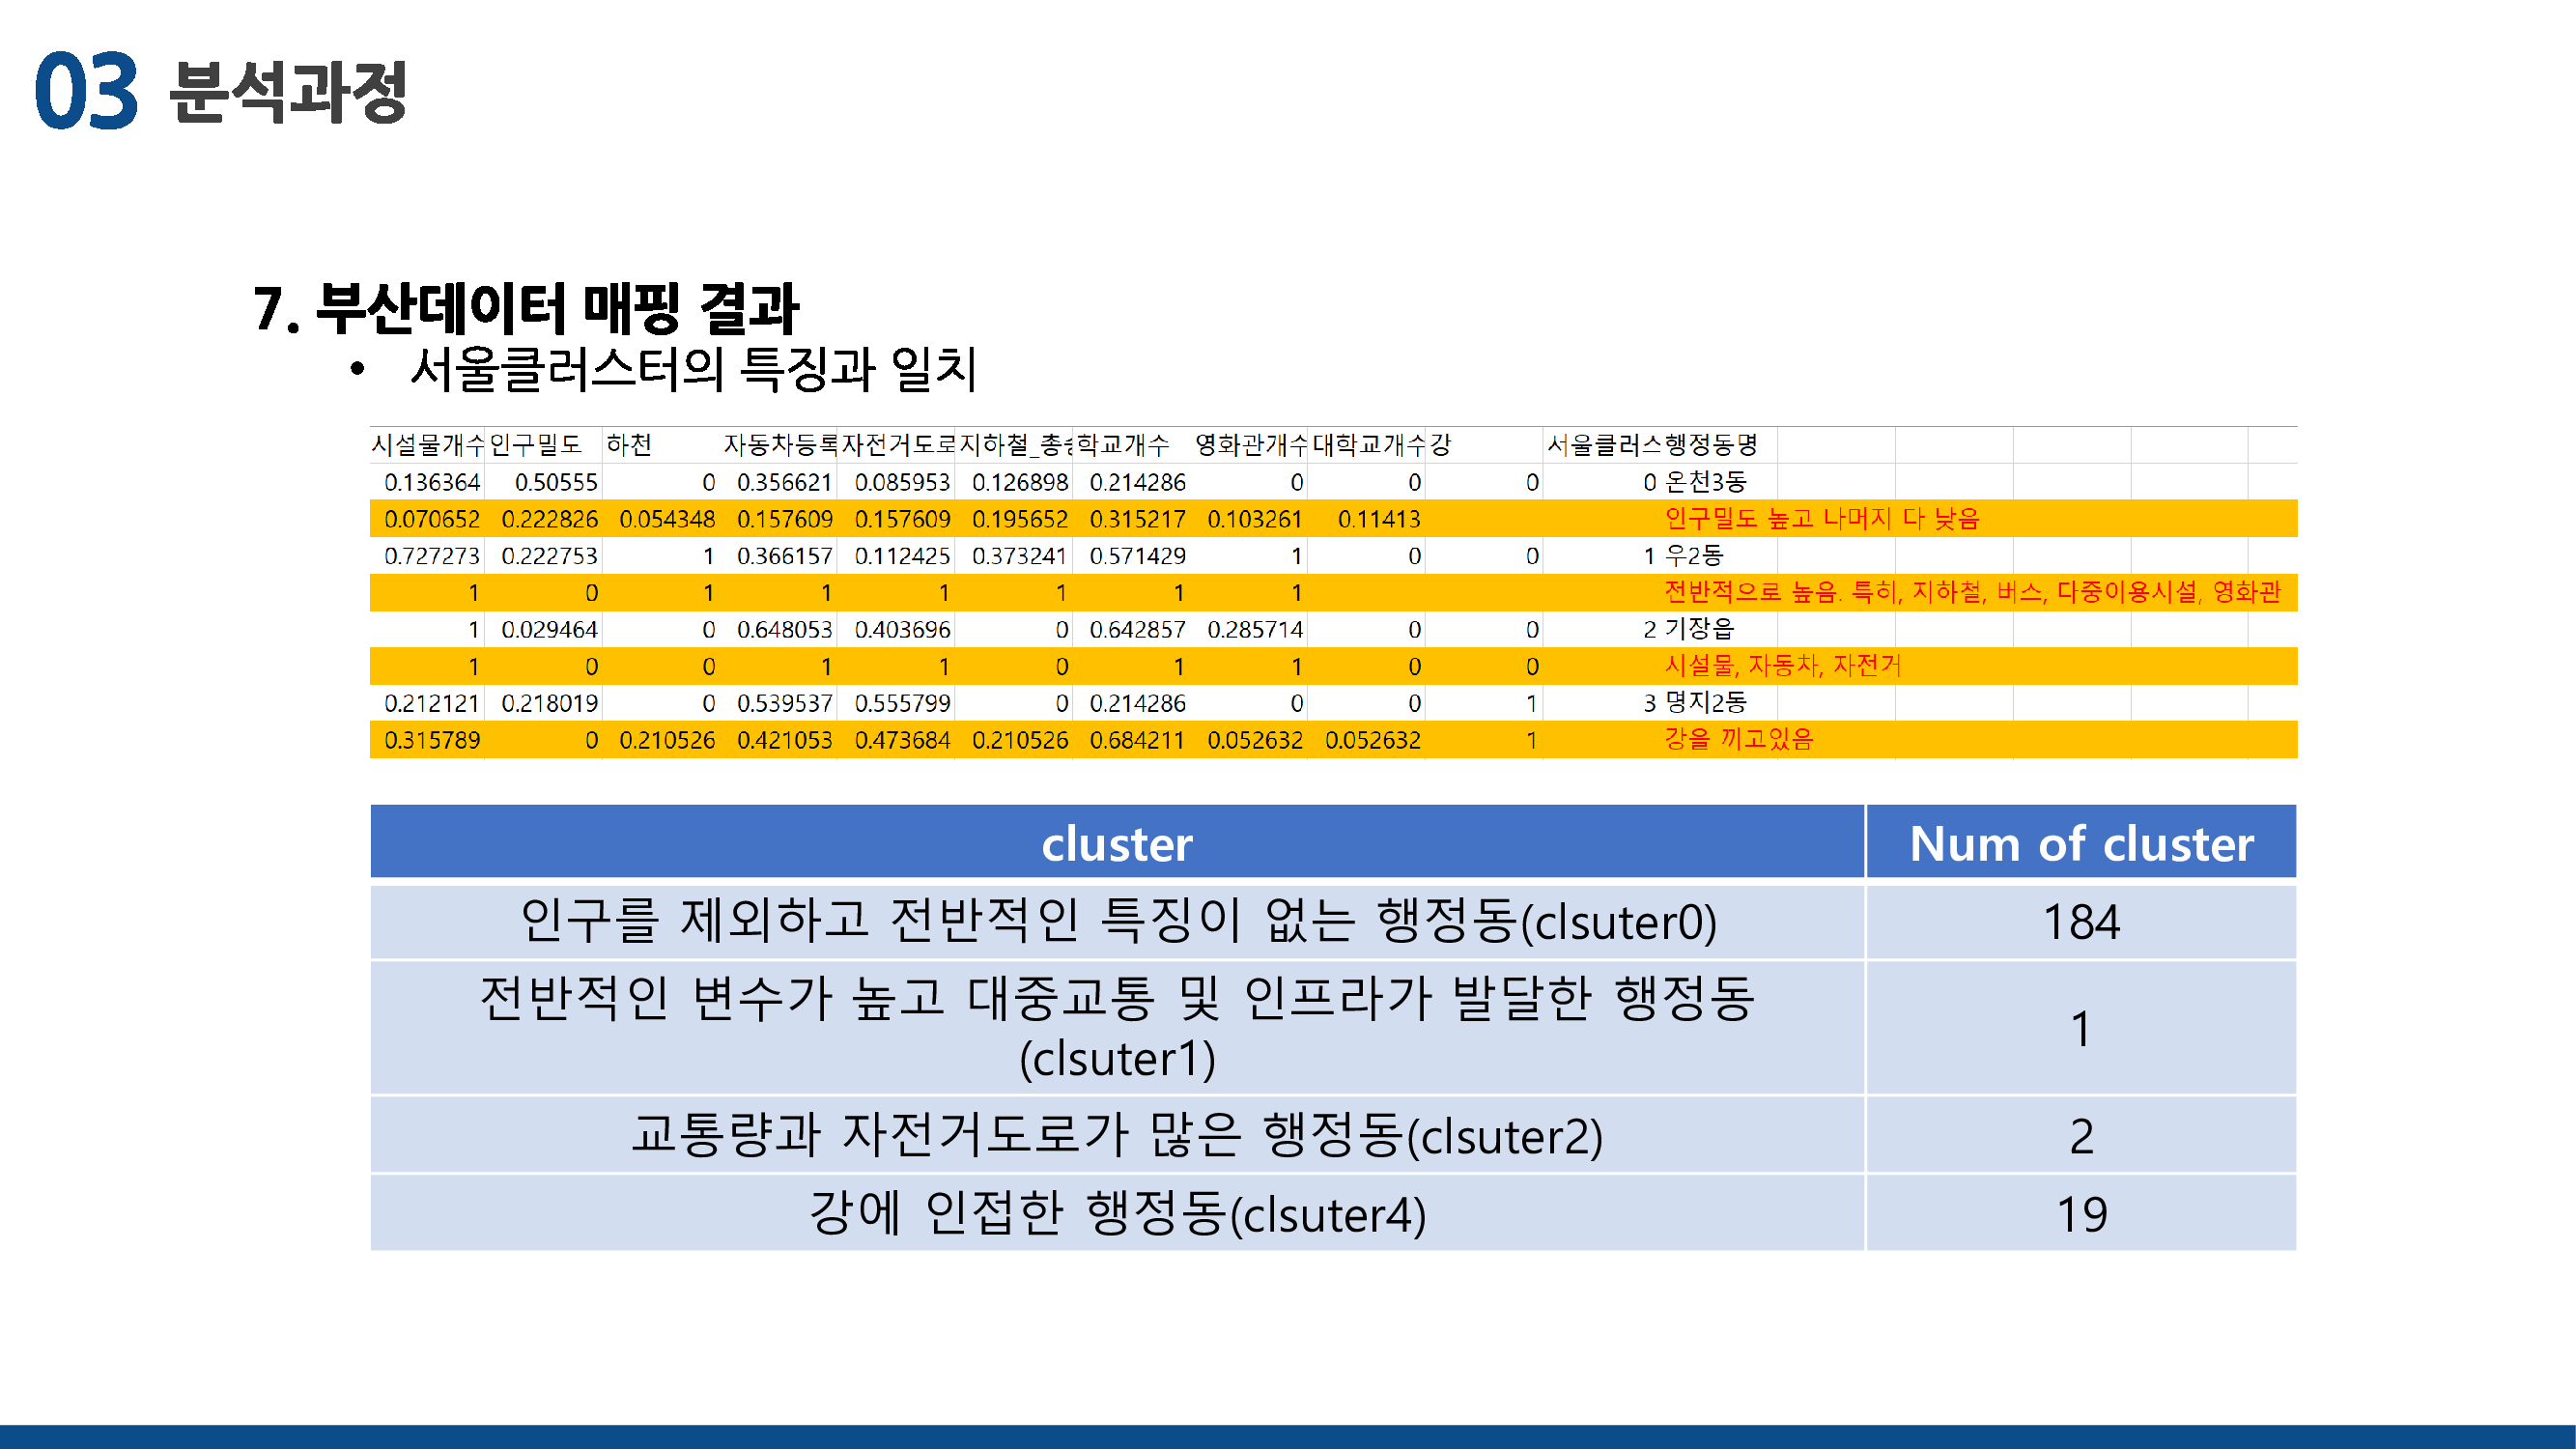 03 분석과정
7. 부산데이터 매핑 결과
• 서울클러스터의 특징과 일치
시설물개수 인구밀도 하천 자동차등록 자전거도로 지하철_총승 학교개수 영화관개수 대학교개수 강 서울클러스 행정동명
0.136364 0.50555 0 0.356621 0.085953 0.126898 0.214286 0 0 0 0 온천3동
0.070652 0.222826 0.054348 0.157609 0.157609 0.195652 0.315217 0.103261 0.11413 인구밀도 높고 나머지 다 낮음
0.727273 0.222753 1 0.366157 0.112425 0.373241 0.571429 1 0 0 1 우2동
1 0 1 1 1 1 1 1 전반적으로 높음. 특히, 지하철, 버스, 다중이용시설, 영화관
1 0.029464 0 0.648053 0.403696 0 0.642857 0.285714 0 0 2 기장읍
1 0 0 1 1 0 1 1 0 0 시설물, 자동차, 자전거
0.212121 0.218019 0 0.539537 0.555799 0 0.214286 0 0 1 3 명지2동
0.315789 0 0.210526 0.421053 0.473684 0.210526 0.684211 0.052632 0.052632 1 강을 끼고있음
cluster Num of cluster
인구를 제외하고 전반적인 특징이 없는 행정동(clsuter0) 184
전반적인 변수가 높고 대중교통 및 인프라가 발달한 행정동
(clsuter1) 1
교통량과 자전거도로가 많은 행정동(clsuter2) 2
강에 인접한 행정동(clsuter4) 19